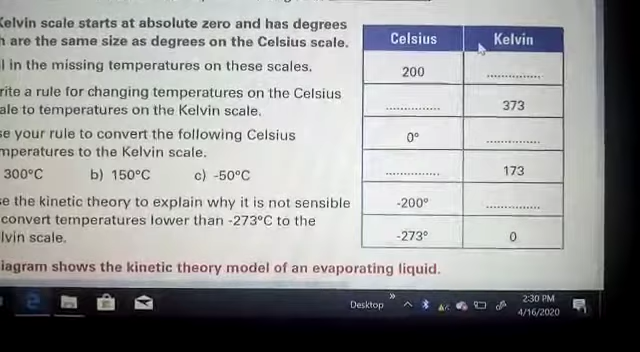 Kelvin scale starts at absolute zero and has degrees
are the same size as degrees on the Celsius scale.
in the missing temperatures on these scales.
rite a rule for changing temperatures on the Celsius
ale to temperatures on the Kelvin scale.
se your rule to convert the following Celsius
mperatures to the Kelvin scale.
300°C b) 150°C c) -50°C
se the kinetic theory to explain why it is not sensible
convert temperatures lower than -273°C to the
lvin scale.
iagram shows the kinetic theory model of an evaporating liquid.
Celsius Kelvin
200 ..............
.............. 373
0° ..............
.............. 173
-200° ..............
-273° 0
Desktop
2:30 PM
4/16/2020